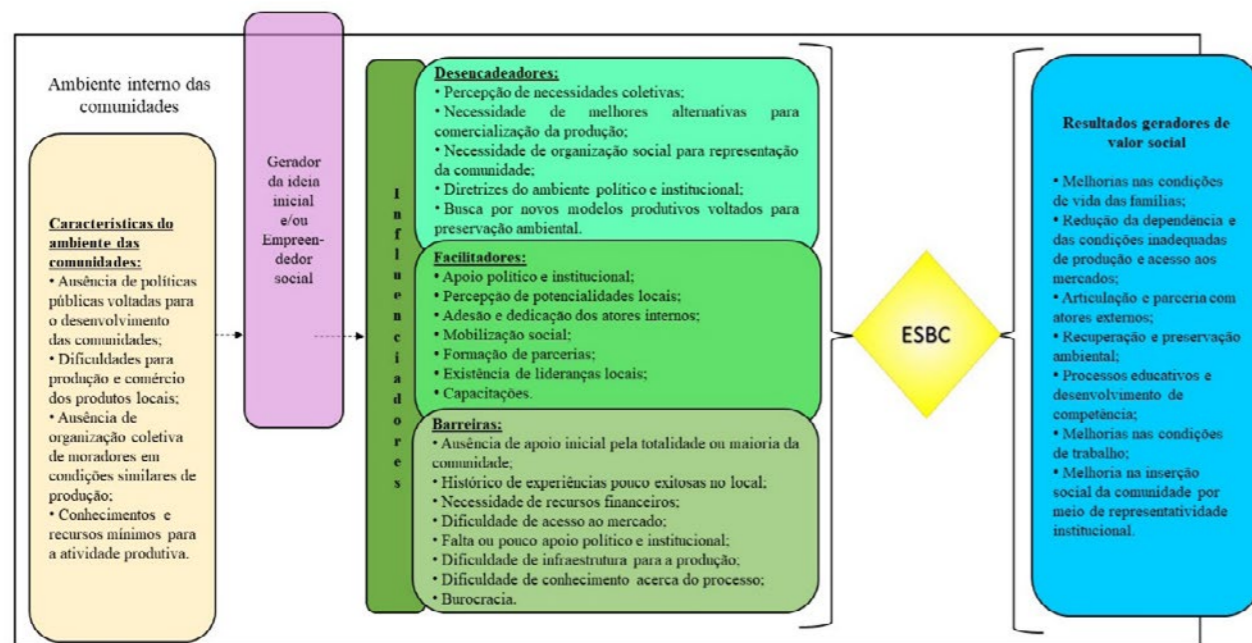 Ambiente interno das
comunidades
Características do
ambiente das
comunidades:
• Ausência de políticas
públicas voltadas para
o desenvolvimento
das comunidades;
• Dificuldades para
produção e comércio
dos produtos locais;
• Ausência de
organização coletiva
de moradores em
condições similares de
produção;
• Conhecimentos e
recursos mínimos para
a atividade produtiva.
Gerador
da ideia
inicial
e/ou
Empreen-
dedor
social
Influenciadores
Desencadeadores:
• Percepção de necessidades coletivas;
• Necessidade de melhores alternativas para
comercialização da produção;
• Necessidade de organização social para representação
da comunidade;
• Diretrizes do ambiente político e institucional;
• Busca por novos modelos produtivos voltados para
preservação ambiental.
Facilitadores:
• Apoio político e institucional;
• Percepção de potencialidades locais;
• Adesão e dedicação dos atores internos;
• Mobilização social;
• Formação de parcerias;
• Existência de lideranças locais;
• Capacitações.
Barreiras:
• Ausência de apoio inicial pela totalidade ou maioria da
comunidade;
• Histórico de experiências pouco exitosas no local;
• Necessidade de recursos financeiros;
• Dificuldade de acesso ao mercado;
• Falta ou pouco apoio político e institucional;
• Dificuldade de infraestrutura para a produção;
• Dificuldade de conhecimento acerca do processo;
• Burocracia.
ESBC
Resultados geradores de
valor social
• Melhorias nas condições
de vida das famílias;
• Redução da dependência e
das condições inadequadas
de produção e acesso aos
mercados;
• Articulação e parceria com
atores externos;
• Recuperação e preservação
ambiental;
• Processos educativos e
desenvolvimento de
competência;
• Melhorias nas condições
de trabalho;
• Melhoria na inserção
social da comunidade por
meio de representatividade
institucional.